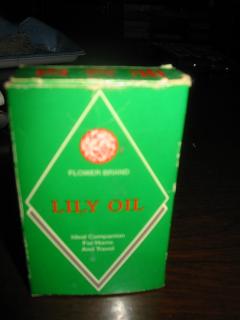 FLOWER BRAND
LILY OIL
Ideal Companion
For Home
And Travel